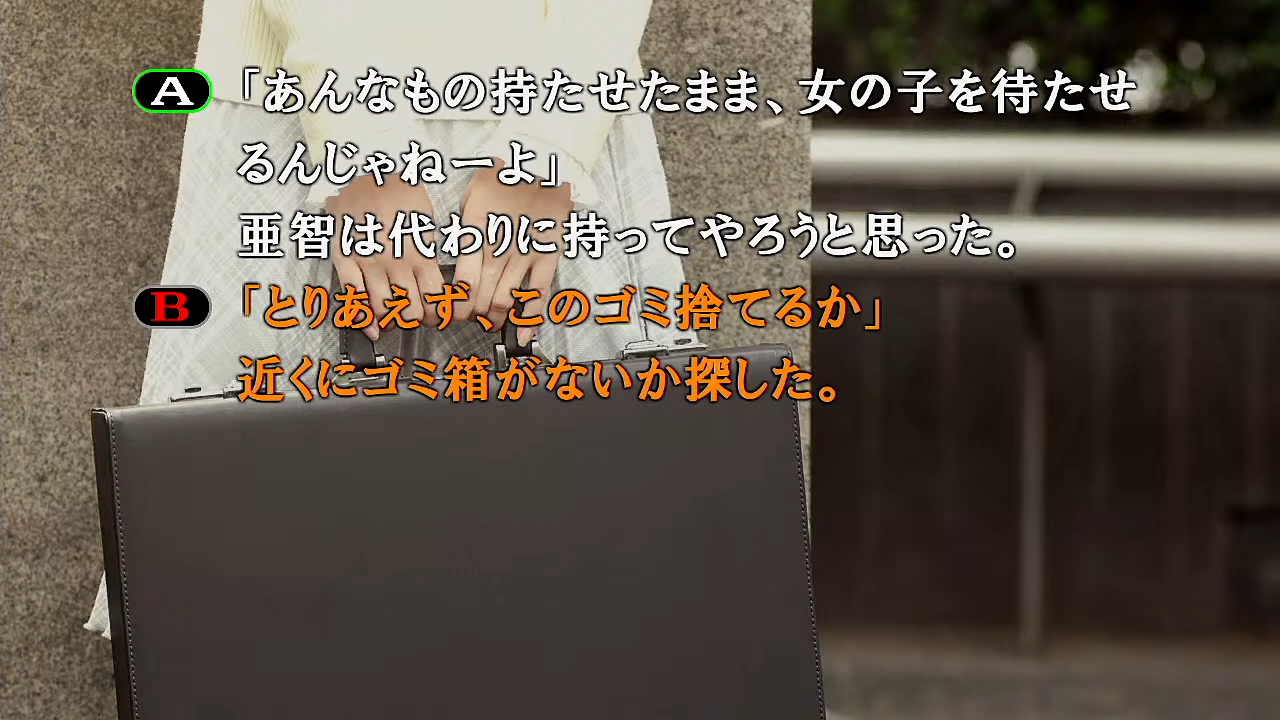 A 「あんなもの持たせたまま、女の子を待たせ
るんじゃねーよ」
亜智は代わりに持ってやろうと思った。
B 「とりあえず、このゴミ捨てるか」
近くにゴミ箱がないか探した。